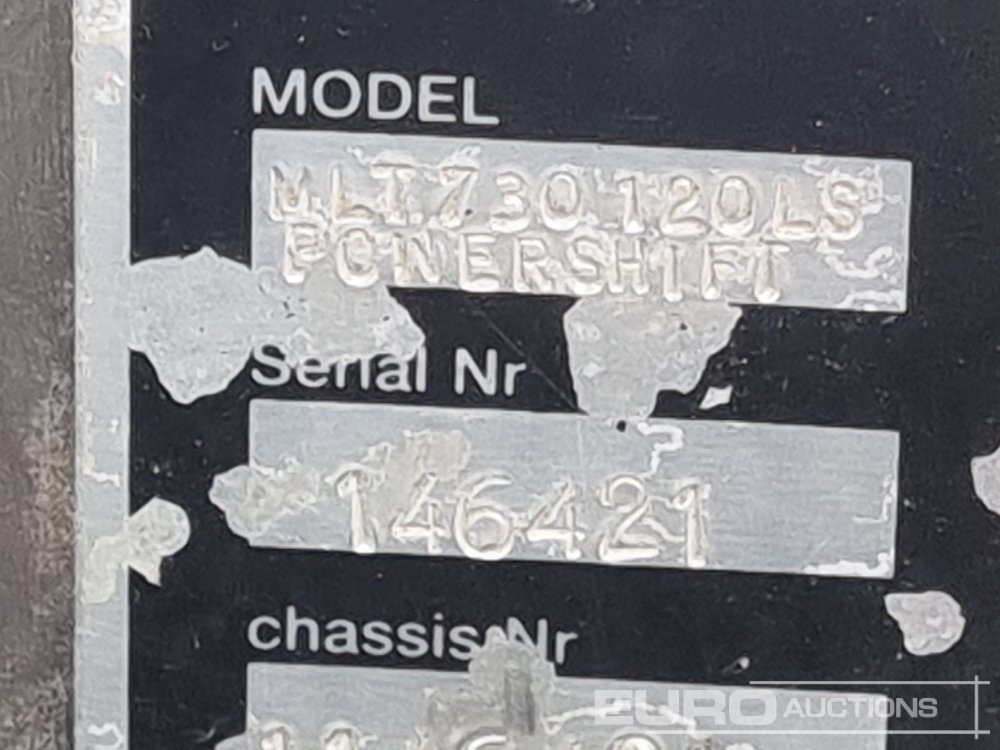 MODEL
MLT730 120LS
POWERSHIFT
Serial Nr
146421
chassis Nr
EURO AUCTIONS